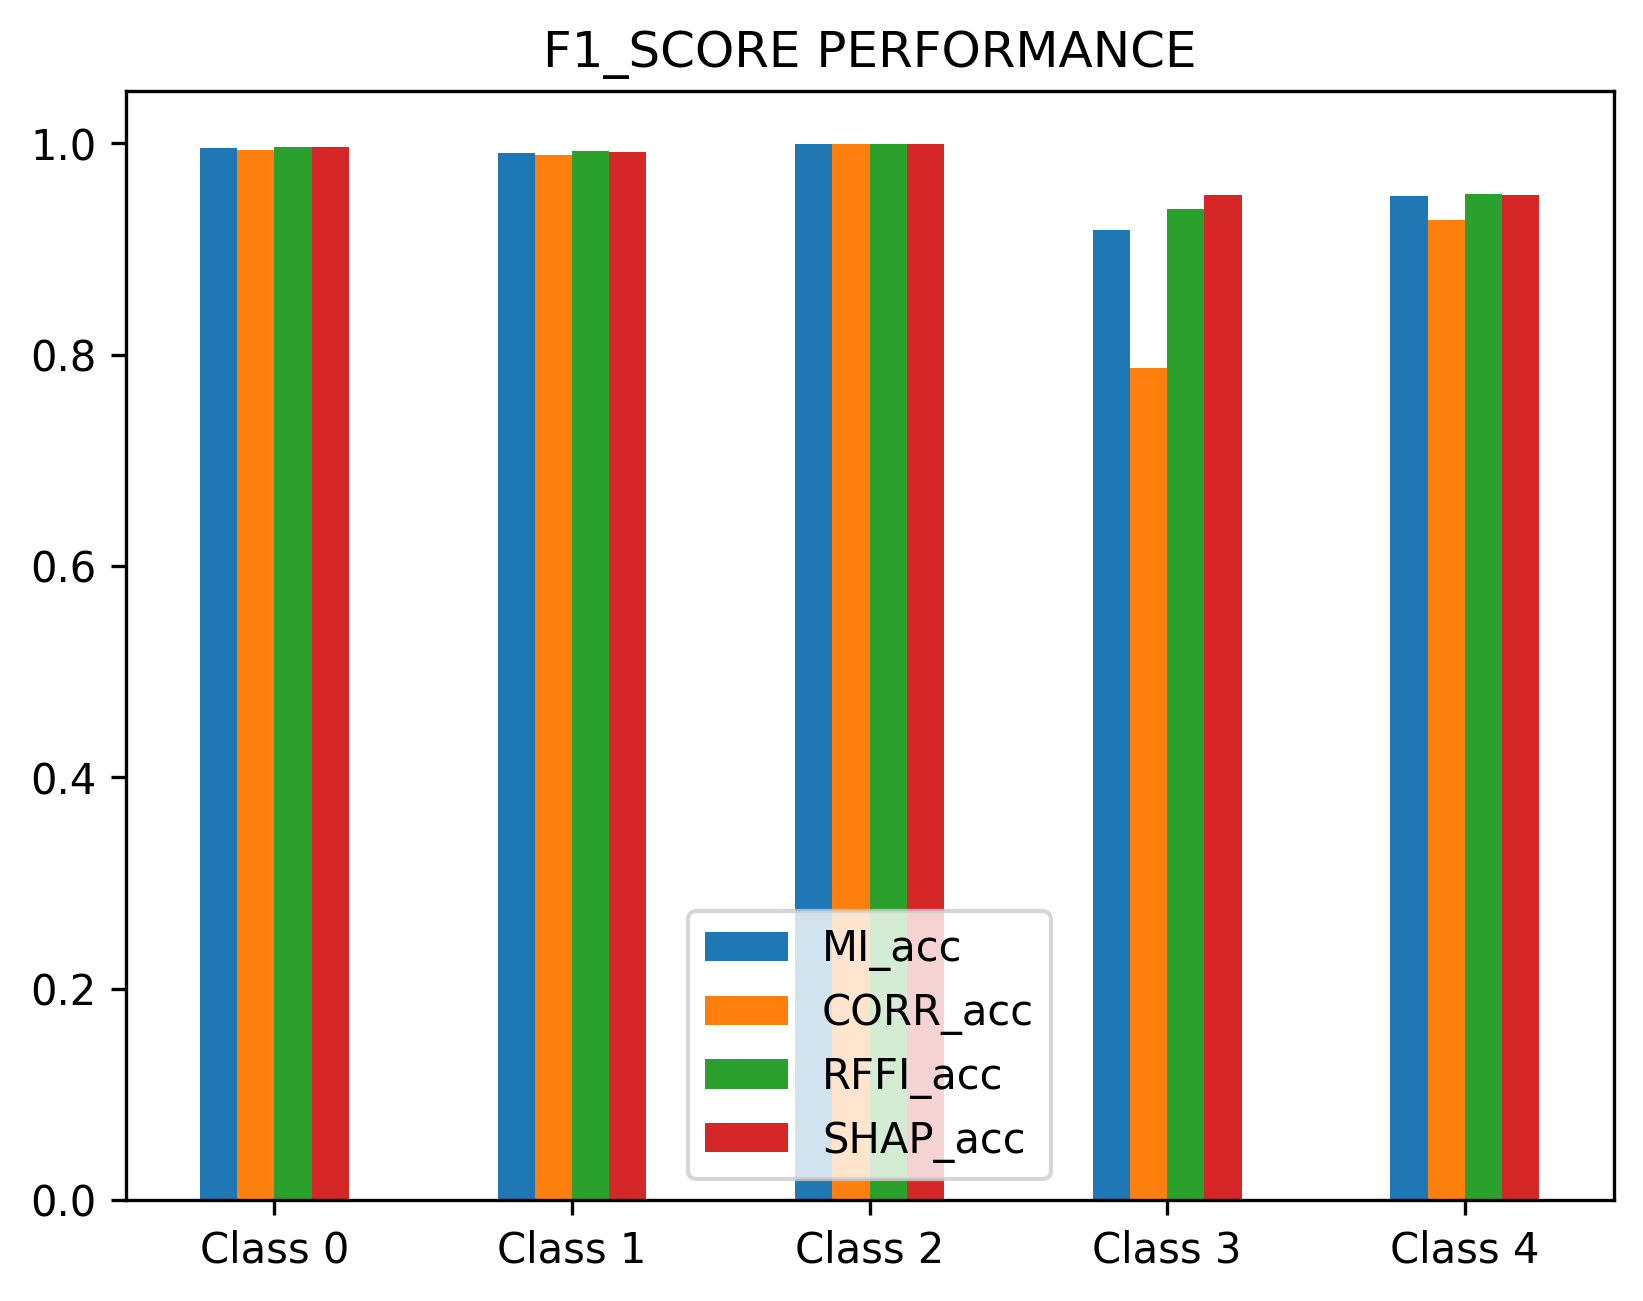 F1_SCORE PERFORMANCE
1.0
0.8
0.6
0.4
0.2
0.0
MI_acc
CORR_acc
RFFI_acc
SHAP_acc
Class 0 Class 1 Class 2 Class 3 Class 4